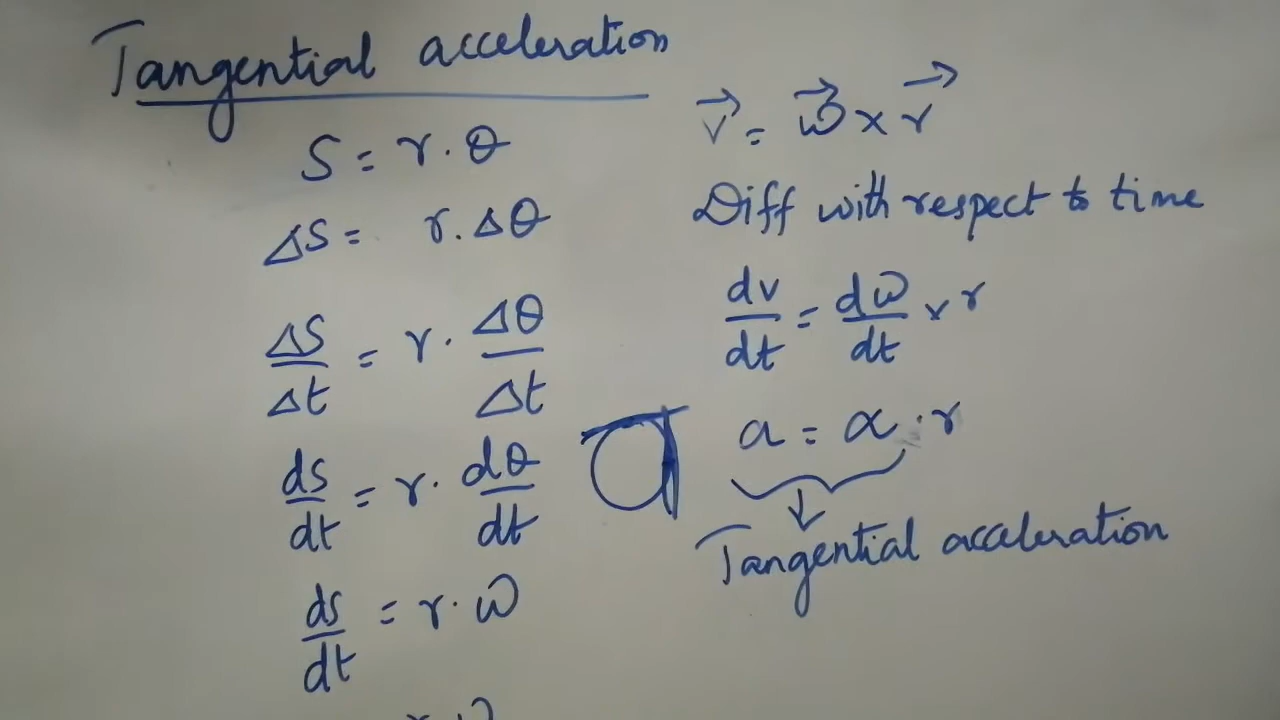 Tangential acceleration
S = r . θ
ΔS = r . Δθ
ΔS/Δt = r . Δθ/Δt
ds/dt = r . dθ/dt
ds/dt = r . ω
v⃗ = ω⃗ × r⃗
Diff with respect to time
dv/dt = dω/dt × r
a = α . r
Tangential acceleration